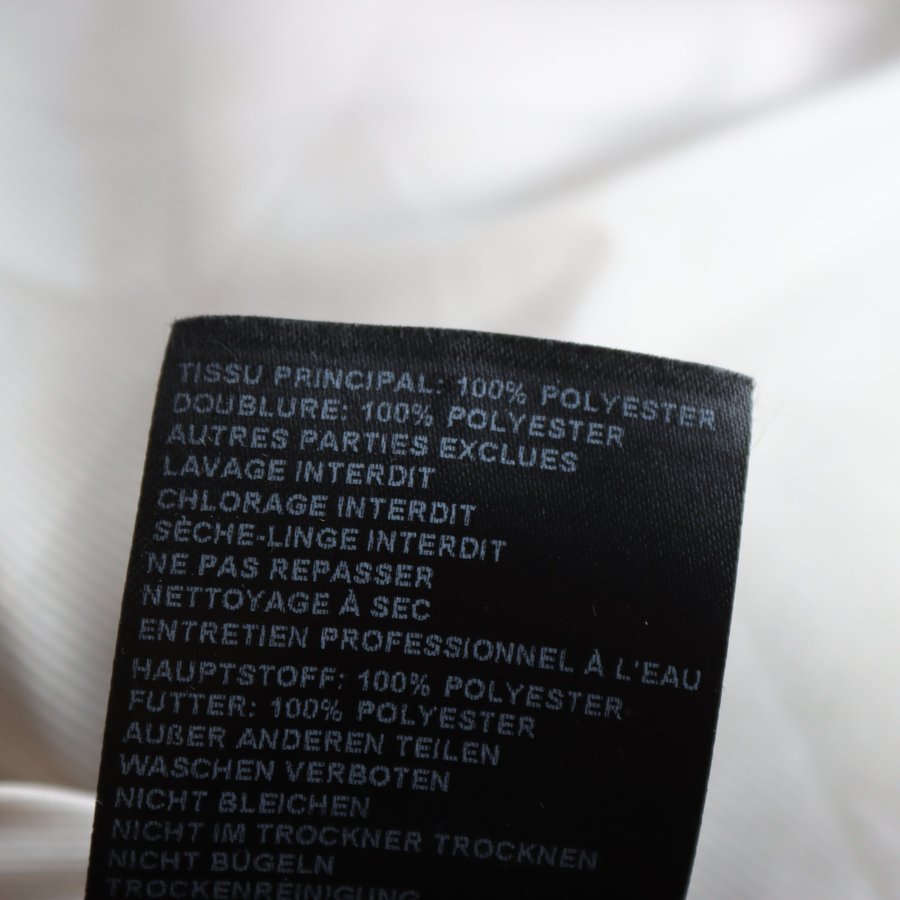 TISSU PRINCIPAL: 100% POLYESTER
DOUBLURE: 100% POLYESTER
AUTRES PARTIES EXCLUES
LAVAGE INTERDIT
CHLORAGE INTERDIT
SÈCHE-LINGE INTERDIT
NE PAS REPASSER
NETTOYAGE À SEC
ENTRETIEN PROFESSIONNEL À L'EAU
HAUPTSTOFF: 100% POLYESTER
FUTTER: 100% POLYESTER
AUßER ANDEREN TEILEN
WASCHEN VERBOTEN
NICHT BLEICHEN
NICHT IM TROCKNER TROCKNEN
NICHT BÜGELN
TROCKENREINIGUNG